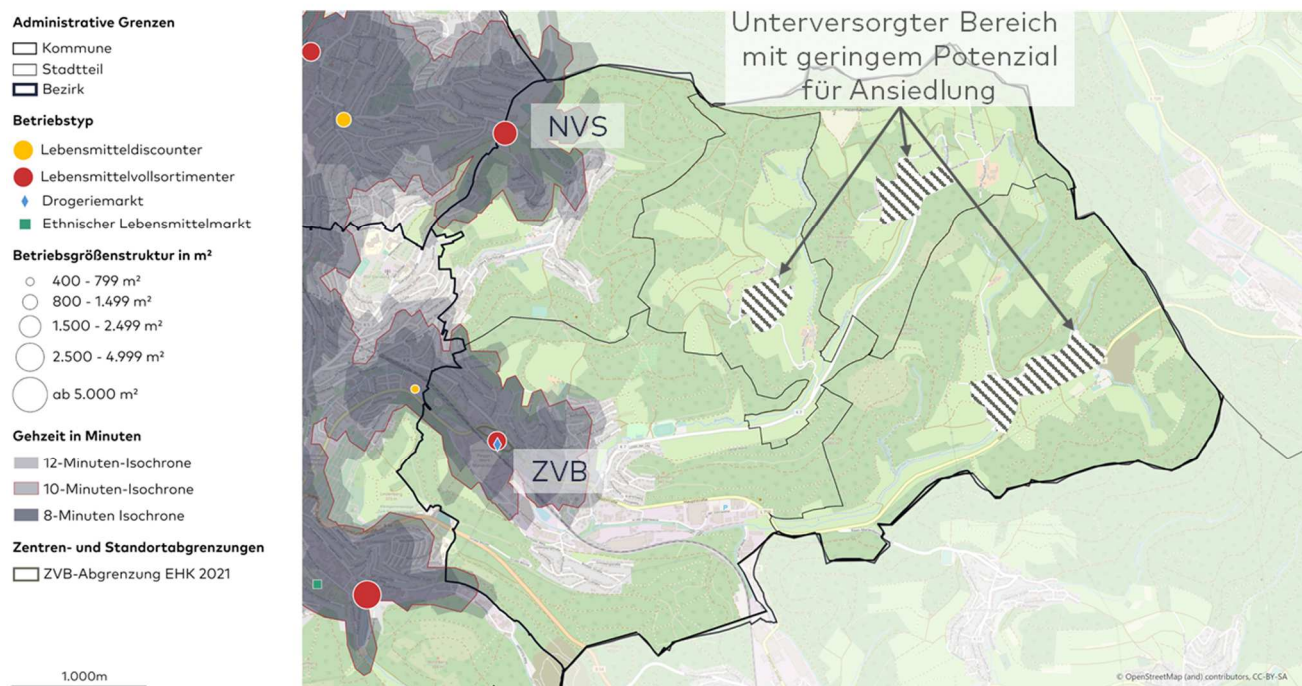 Administrative Grenzen
Kommune
Stadtteil
Bezirk
Betriebstyp
Lebensmitteldiscounter
Lebensmittelvollsortimenter
Drogeriemarkt
Ethnischer Lebensmittelmarkt
Betriebsgrößenstruktur in m²
400 - 799 m²
800 - 1.499 m²
1.500 - 2.499 m²
2.500 - 4.999 m²
ab 5.000 m²
Gehzeit in Minuten
12-Minuten-Isochrone
10-Minuten-Isochrone
8-Minuten Isochrone
Zentren- und Standortabgrenzungen
ZVB-Abgrenzung EHK 2021
1.000m
Unterversorgter Bereich
mit geringem Potenzial
für Ansiedlung
NVS
ZVB
© OpenStreetMap (and) contributors, CC-BY-SA